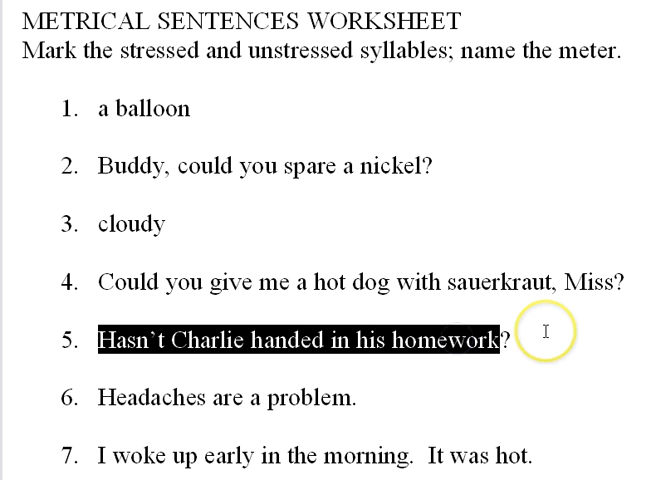 METRICAL SENTENCES WORKSHEET
Mark the stressed and unstressed syllables; name the meter.
1. a balloon
2. Buddy, could you spare a nickel?
3. cloudy
4. Could you give me a hot dog with sauerkraut, Miss?
5. Hasn't Charlie handed in his homework?
6. Headaches are a problem.
7. I woke up early in the morning. It was hot.